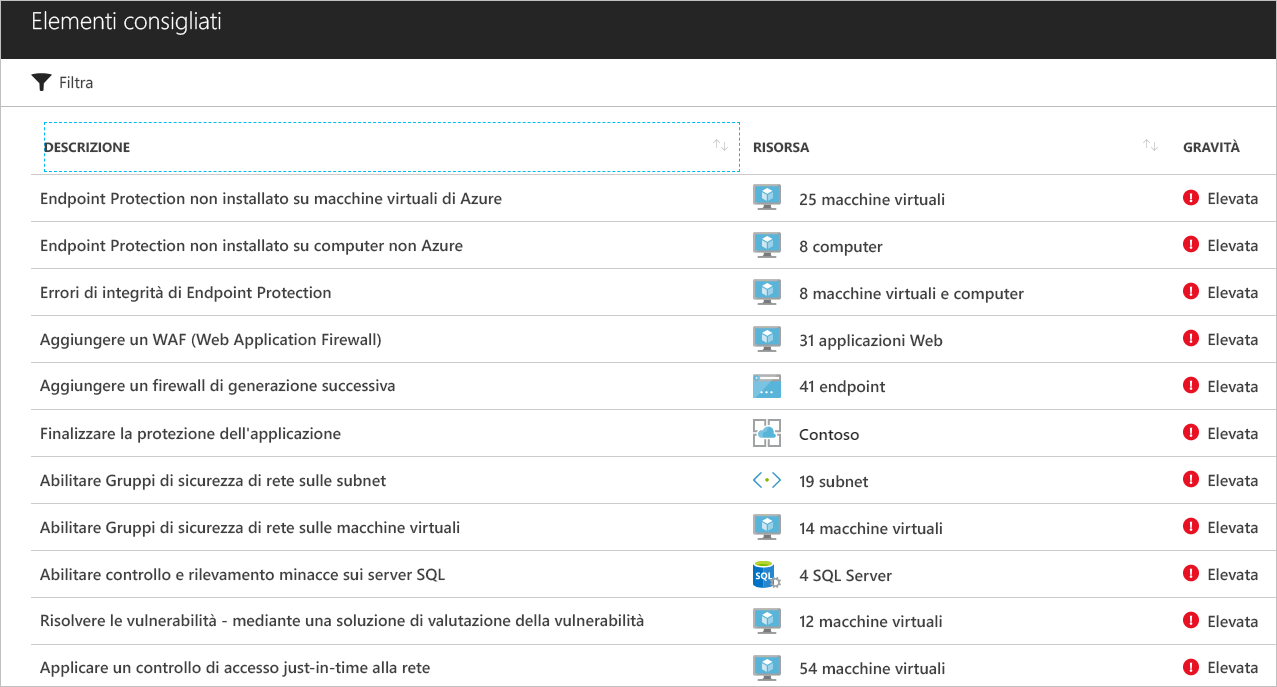 Elementi consigliati
Filtra
DESCRIZIONE RISORSA GRAVITÀ
Endpoint Protection non installato su macchine virtuali di Azure 25 macchine virtuali Elevata
Endpoint Protection non installato su computer non Azure 8 computer Elevata
Errori di integrità di Endpoint Protection 8 macchine virtuali e computer Elevata
Aggiungere un WAF (Web Application Firewall) 31 applicazioni Web Elevata
Aggiungere un firewall di generazione successiva 41 endpoint Elevata
Finalizzare la protezione dell'applicazione Contoso Elevata
Abilitare Gruppi di sicurezza di rete sulle subnet 19 subnet Elevata
Abilitare Gruppi di sicurezza di rete sulle macchine virtuali 14 macchine virtuali Elevata
Abilitare controllo e rilevamento minacce sui server SQL SQL 4 SQL Server Elevata
Risolvere le vulnerabilità - mediante una soluzione di valutazione della vulnerabilità 12 macchine virtuali Elevata
Applicare un controllo di accesso just-in-time alla rete 54 macchine virtuali Elevata